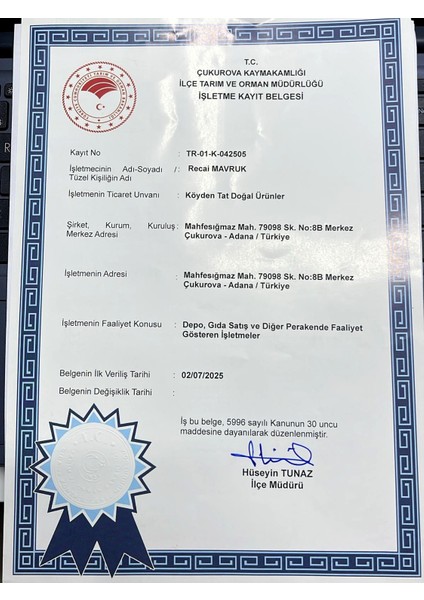 T.C.
ÇUKUROVA KAYMAKAMLIĞI
İLÇE TARIM VE ORMAN MÜDÜRLÜĞÜ
İŞLETME KAYIT BELGESİ
Kayıt No : TR-01-K-042505
İşletmecinin Adı-Soyadı /: Recai MAVRUK
Tüzel Kişiliğin Adı
İşletmenin Ticaret Unvanı : Köyden Tat Doğal Ürünler
Şirket, Kurum, Kuruluş : Mahfesığmaz Mah. 79098 Sk. No:8B Merkez
Merkez Adresi Çukurova - Adana / Türkiye
İşletmenin Adresi : Mahfesığmaz Mah. 79098 Sk. No:8B Merkez
Çukurova - Adana / Türkiye
İşletmenin Faaliyet Konusu : Depo, Gıda Satış ve Diğer Perakende Faaliyet
Gösteren İşletmeler
Belgenin İlk Veriliş Tarihi : 02/07/2025
Belgenin Değişiklik Tarihi :
İş bu belge, 5996 sayılı Kanunun 30 uncu
maddesine dayanılarak düzenlenmiştir.
Hüseyin TUNAZ
İlçe Müdürü